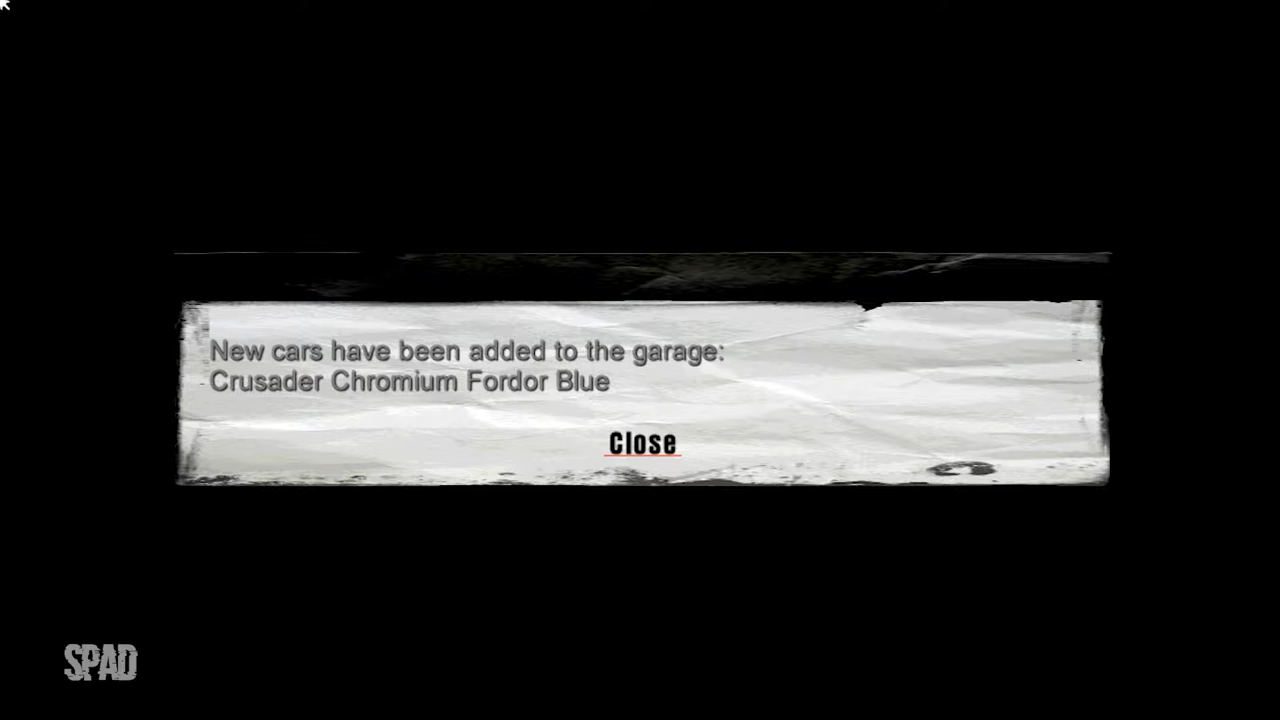 New cars have been added to the garage:
Crusader Chromium Fordor Blue
Close
SPAD